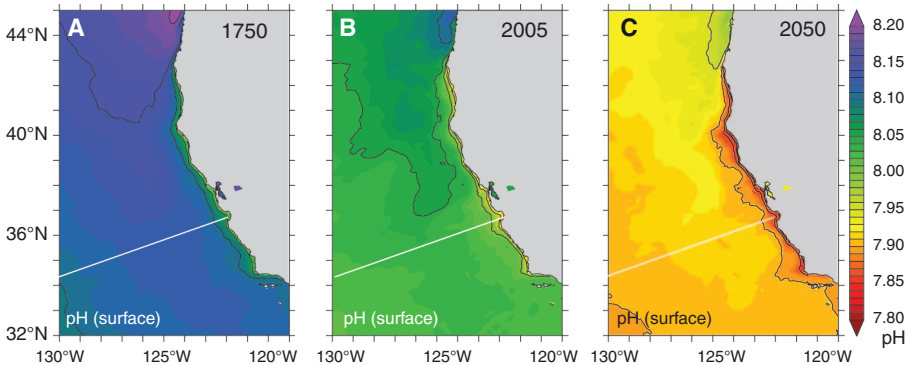 A 1750
B 2005
C 2050
44°N
40°N
36°N
32°N
pH (surface)
pH (surface)
pH (surface)
130°W 125°W 120°W
130°W 125°W 120°W
130°W 125°W 120°W
8.20
8.15
8.10
8.05
8.00
7.95
7.90
7.85
7.80
pH